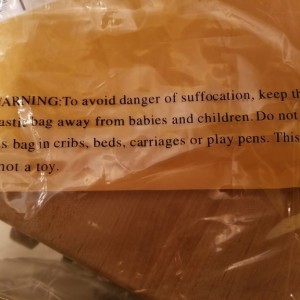 ARNING:To avoid danger of suffocation, keep th
astic bag away from babies and children. Do not
s bag in cribs, beds, carriages or play pens. This
not a toy.